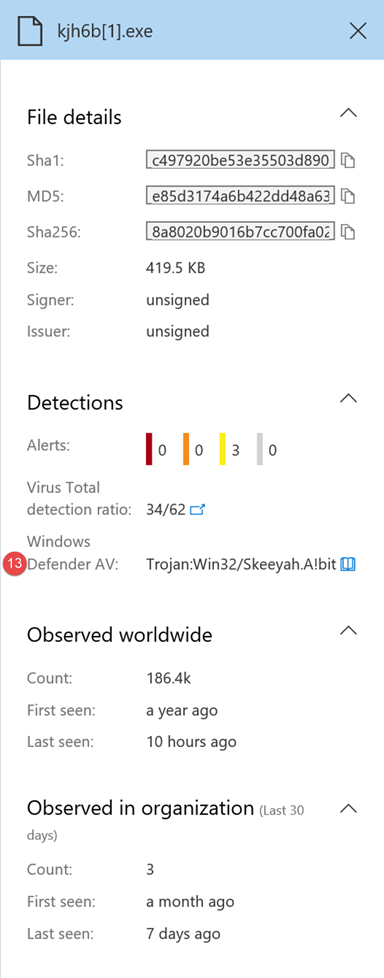 kjh6b[1].exe
File details
Sha1: c497920be53e35503d890
MD5: e85d3174a6b422dd48a63
Sha256: 8a8020b9016b7cc700fa02
Size: 419.5 KB
Signer: unsigned
Issuer: unsigned
Detections
Alerts: 0 0 3 0
Virus Total
detection ratio: 34/62
Windows
13 Defender AV: Trojan:Win32/Skeeyah.A!bit
Observed worldwide
Count: 186.4k
First seen: a year ago
Last seen: 10 hours ago
Observed in organization (Last 30
days)
Count: 3
First seen: a month ago
Last seen: 7 days ago